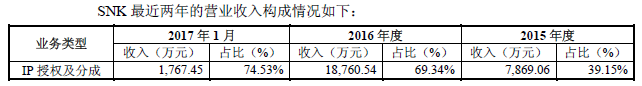 SNK 最近两年的营业收入构成情况如下：
业务类型 2017 年 1 月 2016 年度 2015 年度
收入（万元） 占比（%） 收入（万元） 占比（%） 收入（万元） 占比（%）
IP 授权及分成 1,767.45 74.53% 18,760.54 69.34% 7,869.06 39.15%